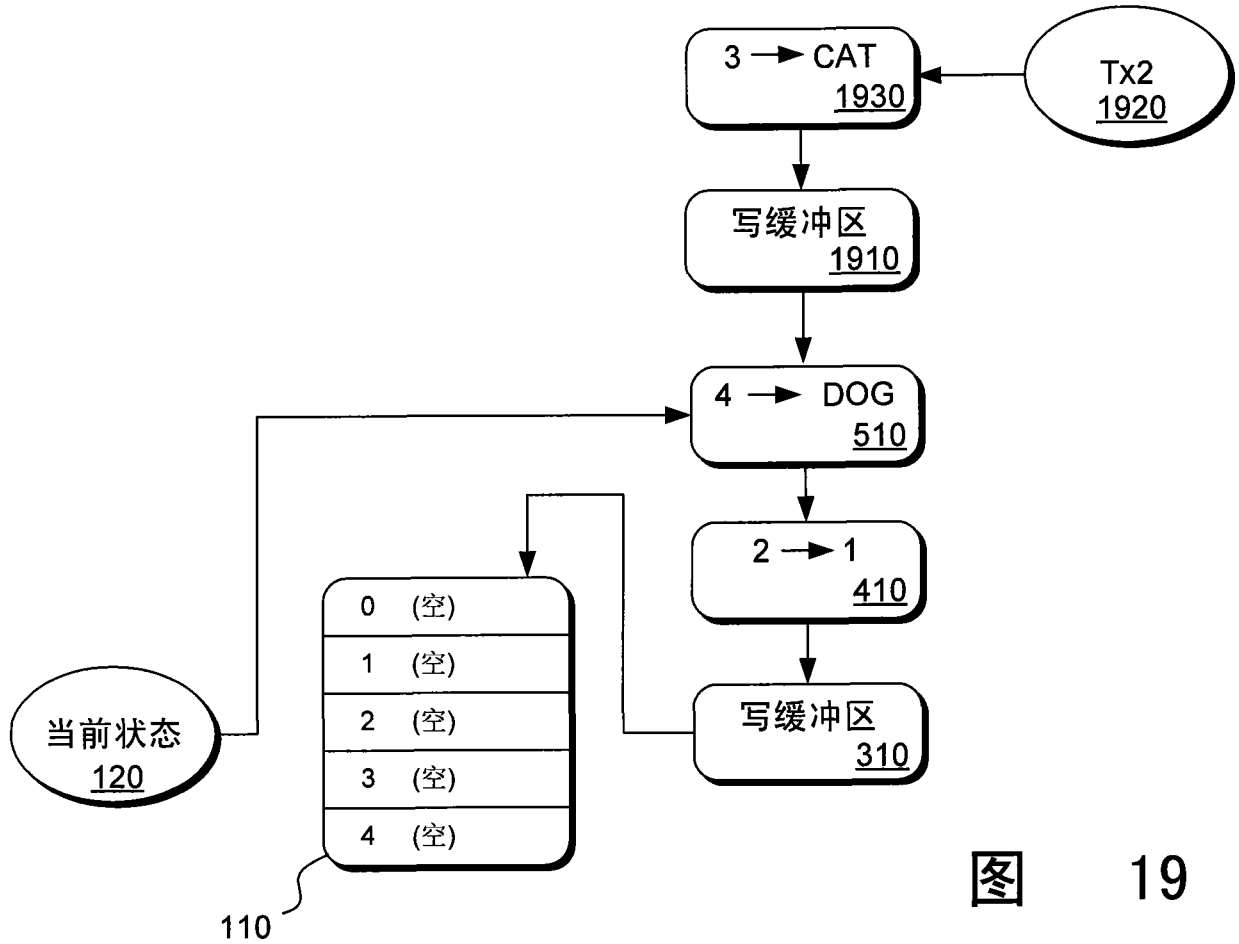 3 → CAT
1930
Tx2
1920
写缓冲区
1910
4 → DOG
510
2 → 1
410
写缓冲区
310
0 (空)
1 (空)
2 (空)
3 (空)
4 (空)
110
当前状态
120
图 19